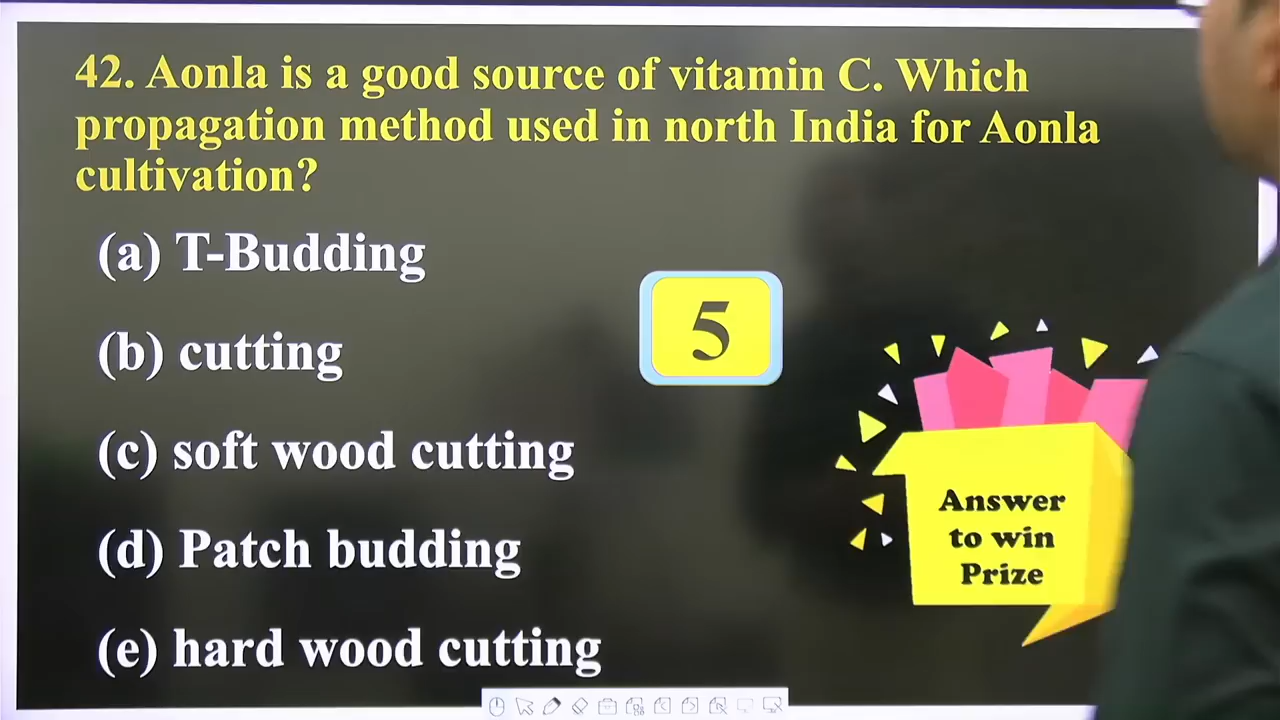 42. Aonla is a good source of vitamin C. Which
propagation method used in north India for Aonla
cultivation?
(a) T-Budding
(b) cutting
(c) soft wood cutting
(d) Patch budding
(e) hard wood cutting
5
Answer
to win
Prize